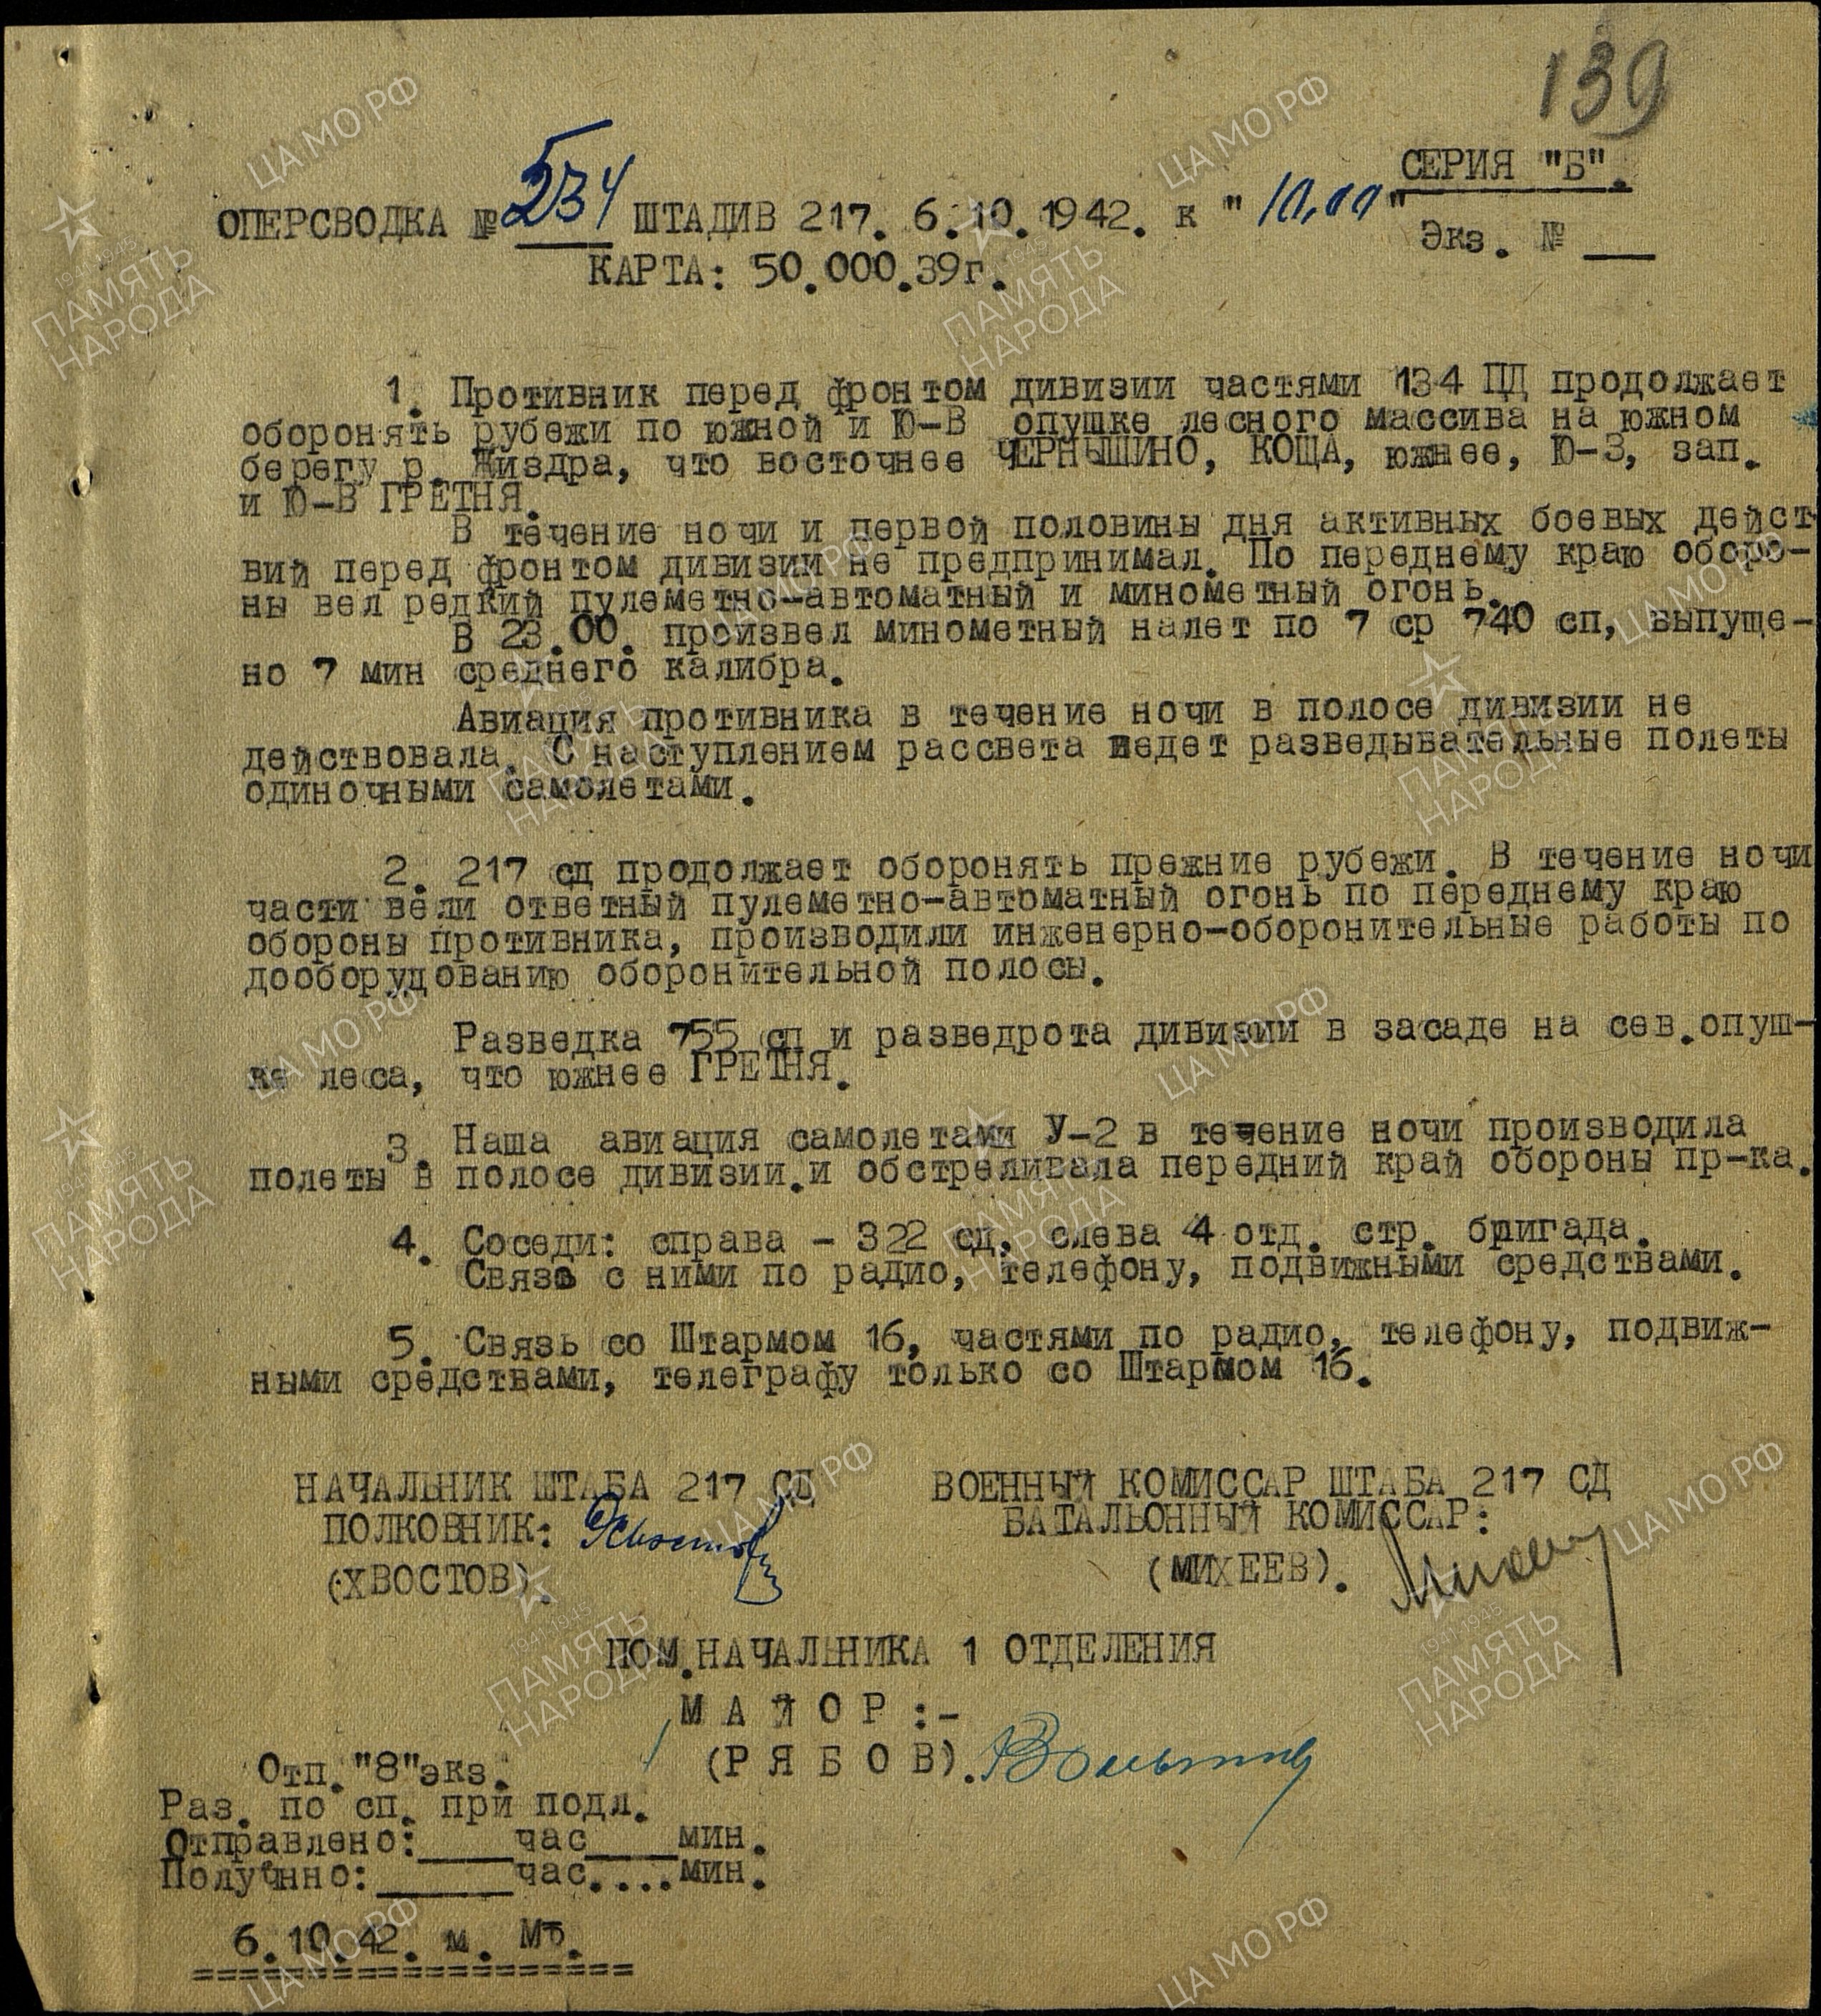 139
СЕРИЯ "Б".
ОПЕРСВОДКА № 534 ШТАДИВ 217. 6.10.1942. к "10.00"
Экз. № ___
КАРТА: 50.000.39г.
1. Противник перед фронтом дивизии частями 134 ПД продолжает
оборонять рубежи по южной и Ю-В опушке лесного массива на южном
берегу р. Жиздра, что восточнее ЧЕРНЫШИНО, КОЩА, южнее, Ю-З, зап.
и Ю-В ГРЕТНЯ.
В течение ночи и первой половины дня активных боевых дейст-
вий перед фронтом дивизии не предпринимал. По переднему краю оборо-
ны вел редкий пулеметно-автоматный и минометный огонь.
В 23.00. произвел минометный налет по 7 ср 740 сп, выпуще-
но 7 мин среднего калибра.
Авиация противника в течение ночи в полосе дивизии не
действовала. С наступлением рассвета ведет разведывательные полеты
одиночными самолетами.
2. 217 сд продолжает оборонять прежние рубежи. В течение ночи
части вели ответный пулеметно-автоматный огонь по переднему краю
обороны противника, производили инженерно-оборонительные работы по
дооборудованию оборонительной полосы.
Разведка 755 сп и разведрота дивизии в засаде на сев.опуш-
ке леса, что южнее ГРЕТНЯ.
3. Наша авиация самолетами У-2 в течение ночи производила
полеты в полосе дивизии.и обстреливала передний край обороны пр-ка.
4. Соседи: справа - 322 сд, слева 4 отд. стр. бригада.
Связь с ними по радио, телефону, подвижными средствами.
5. Связь со Штармом 16, частями по радио, телефону, подвиж-
ными средствами, телеграфу только со Штармом 16.
НАЧАЛЬНИК ШТАБА 217 СД ВОЕННЫЙ КОМИССАР ШТАБА 217 СД
ПОЛКОВНИК: БАТАЛЬОННЫЙ КОМИССАР:
(ХВОСТОВ). (МИХЕЕВ).
ПОМ.НАЧАЛЬНИКА 1 ОТДЕЛЕНИЯ
МАЙОР:-
(РЯБОВ).
Отп."8"экз.
Раз. по сп. при подл.
Отправлено:____час____мин.
Получнно:______час....мин.
6.10.42. м. МБ.
===================